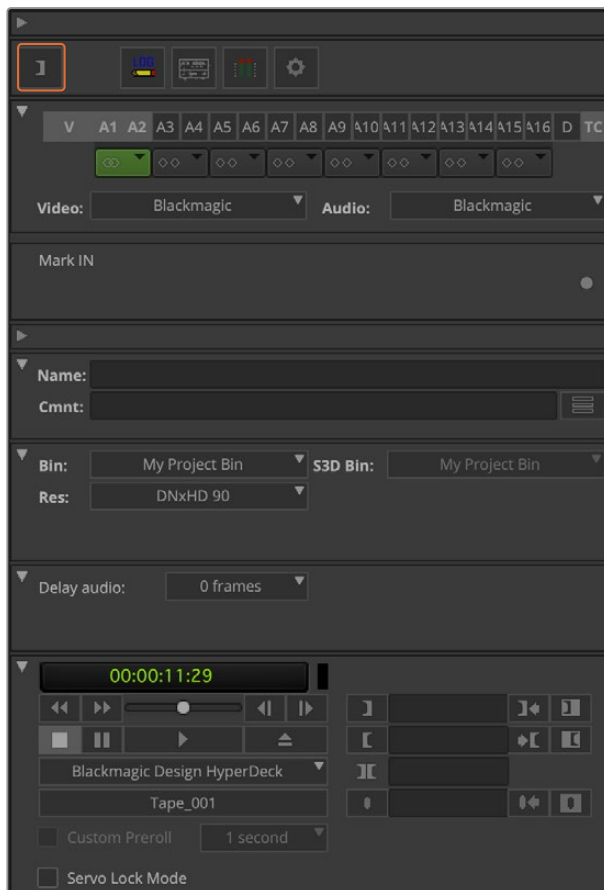 LOG
V A1 A2 A3 A4 A5 A6 A7 A8 A9 A10 A11 A12 A13 A14 A15 A16 D TC
Video: Blackmagic Audio: Blackmagic
Mark IN
Name:
Cmnt:
Bin: My Project Bin S3D Bin: My Project Bin
Res: DNxHD 90
Delay audio: 0 frames
00:00:11:29
Blackmagic Design HyperDeck
Tape_001
Custom Preroll 1 second
Servo Lock Mode